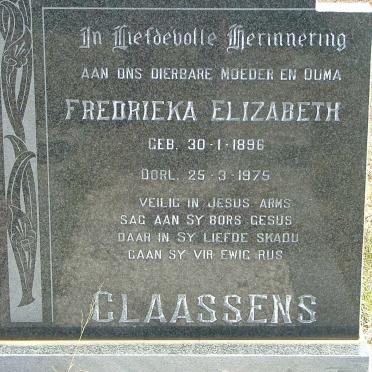 In Liefdevolle Herinnering
AAN ONS DIERBARE MOEDER EN OUMA
FREDRIEKA ELIZABETH
GEB. 30-1-1896
OORL. 25-3-1975
VEILIG IN JESUS ARMS
SAG AAN SY BORS GESUS
DAAR IN SY LIEFDE SKADU
GAAN SY VIR EWIG RUS
CLAASSENS